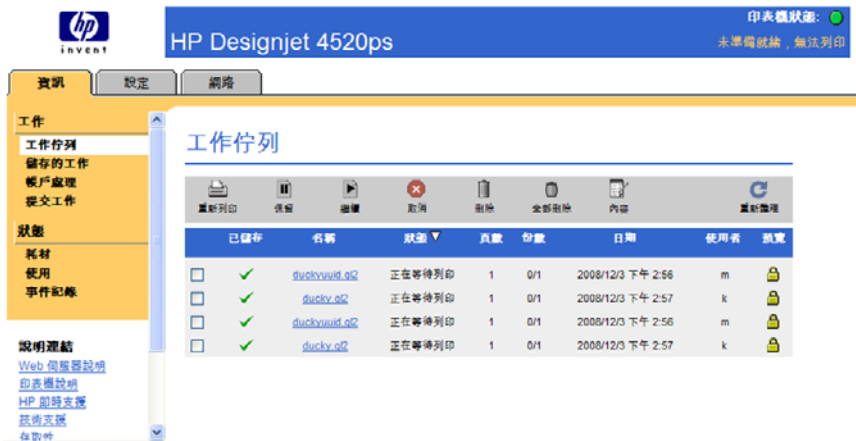 hp
invent
HP Designjet 4520ps
印表機狀態:
未準備就緒，無法列印
資訊 設定 網路
工作
工作佇列
儲存的工作
帳戶處理
提交工作
狀態
耗材
使用
事件記錄
說明連結
Web 伺服器說明
印表機說明
HP 即時支援
技術支援
存取性
工作佇列
重新列印 保留 繼續 取消 刪除 全部刪除 內容 重新整理
已儲存 名稱 狀態 頁數 份數 日期 使用者 預覽
duckyuuid.gl2 正在等待列印 1 0/1 2008/12/3 下午 2:56 m
ducky.gl2 正在等待列印 1 0/1 2008/12/3 下午 2:57 k
duckyuuid.gl2 正在等待列印 1 0/1 2008/12/3 下午 2:56 m
ducky.gl2 正在等待列印 1 0/1 2008/12/3 下午 2:57 k